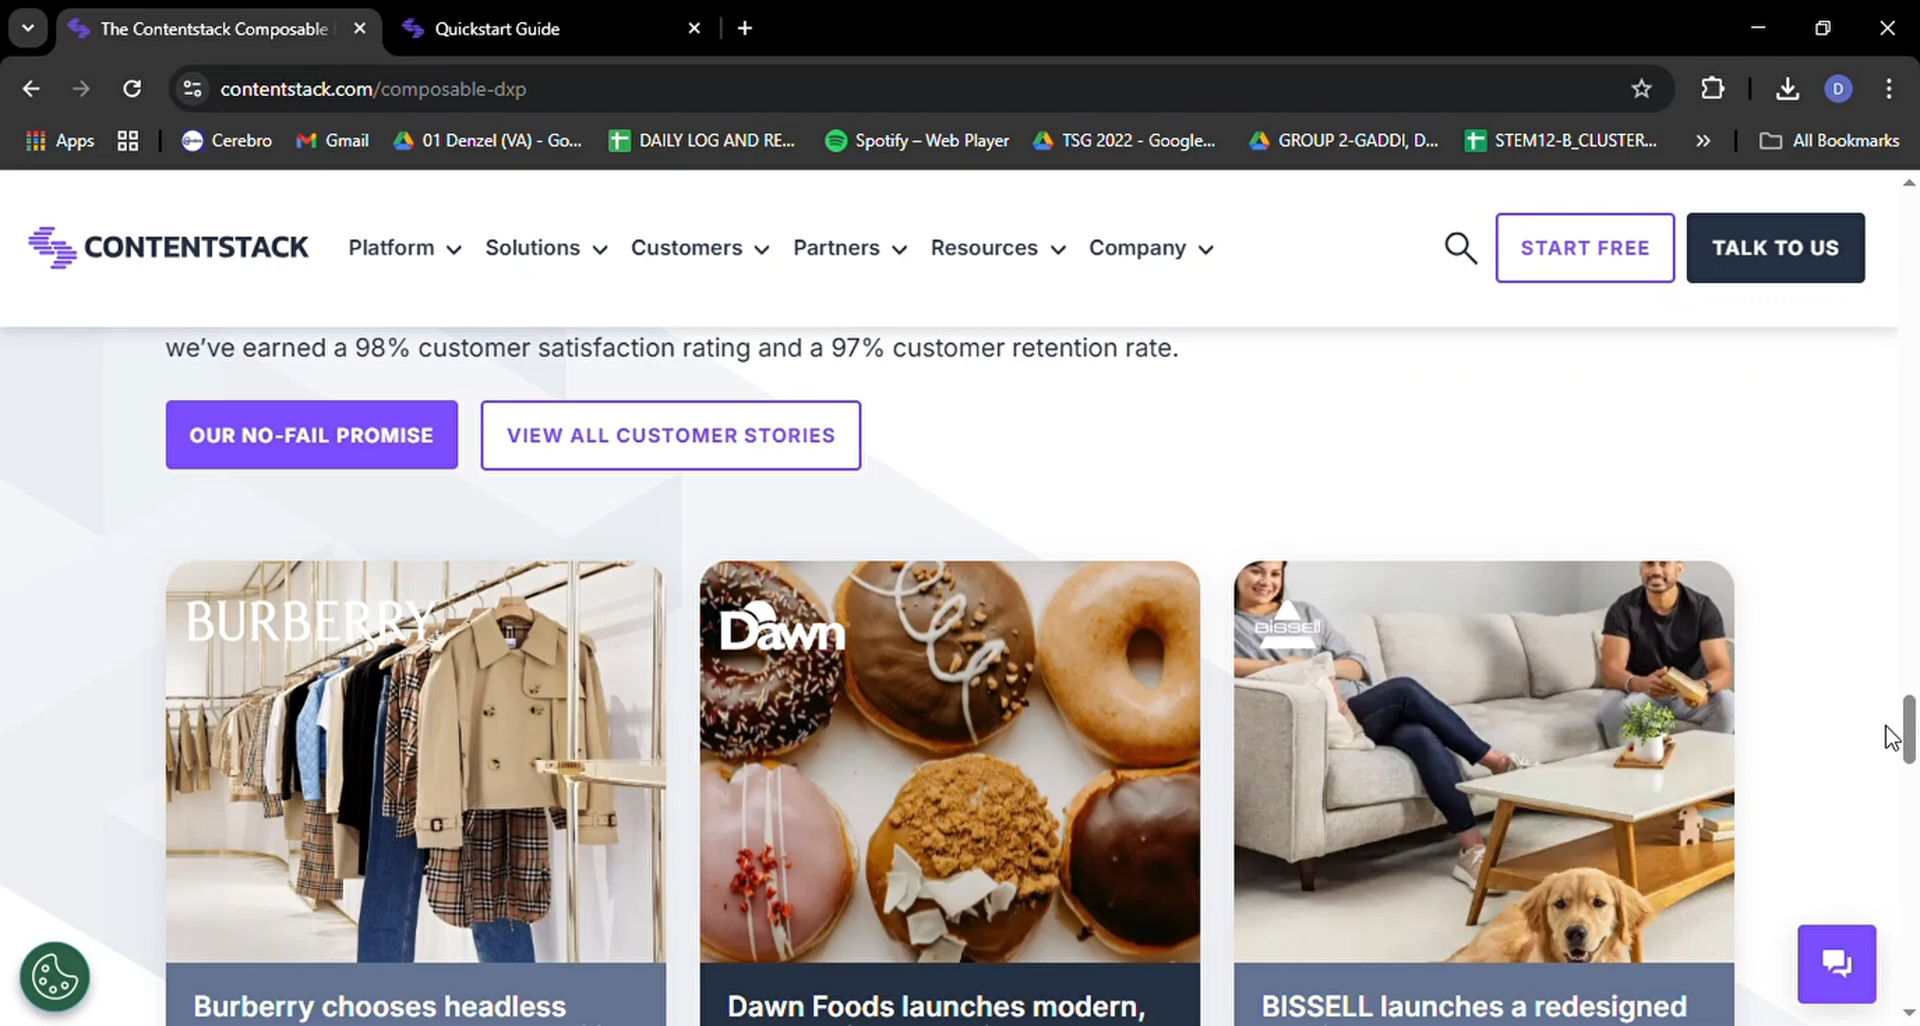 The Contentstack Composable
Quickstart Guide
contentstack.com/composable-dxp
D
Apps
Cerebro
Gmail
01 Denzel (VA) - Go...
DAILY LOG AND RE...
Spotify – Web Player
TSG 2022 - Google...
GROUP 2-GADDI, D...
STEM12-B_CLUSTER...
All Bookmarks
CONTENTSTACK
Platform
Solutions
Customers
Partners
Resources
Company
START FREE
TALK TO US
we’ve earned a 98% customer satisfaction rating and a 97% customer retention rate.
OUR NO-FAIL PROMISE
VIEW ALL CUSTOMER STORIES
BURBERRY
Dawn
BISSELL
Burberry chooses headless
Dawn Foods launches modern,
BISSELL launches a redesigned